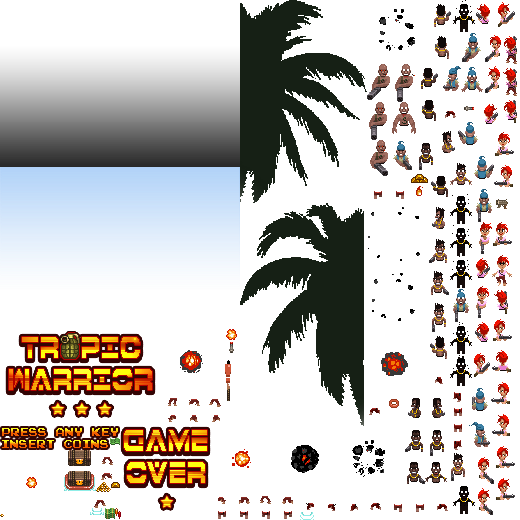 TROPIC
WARRIOR
PRESS ANY KEY
INSERT COINS
GAME
OVER